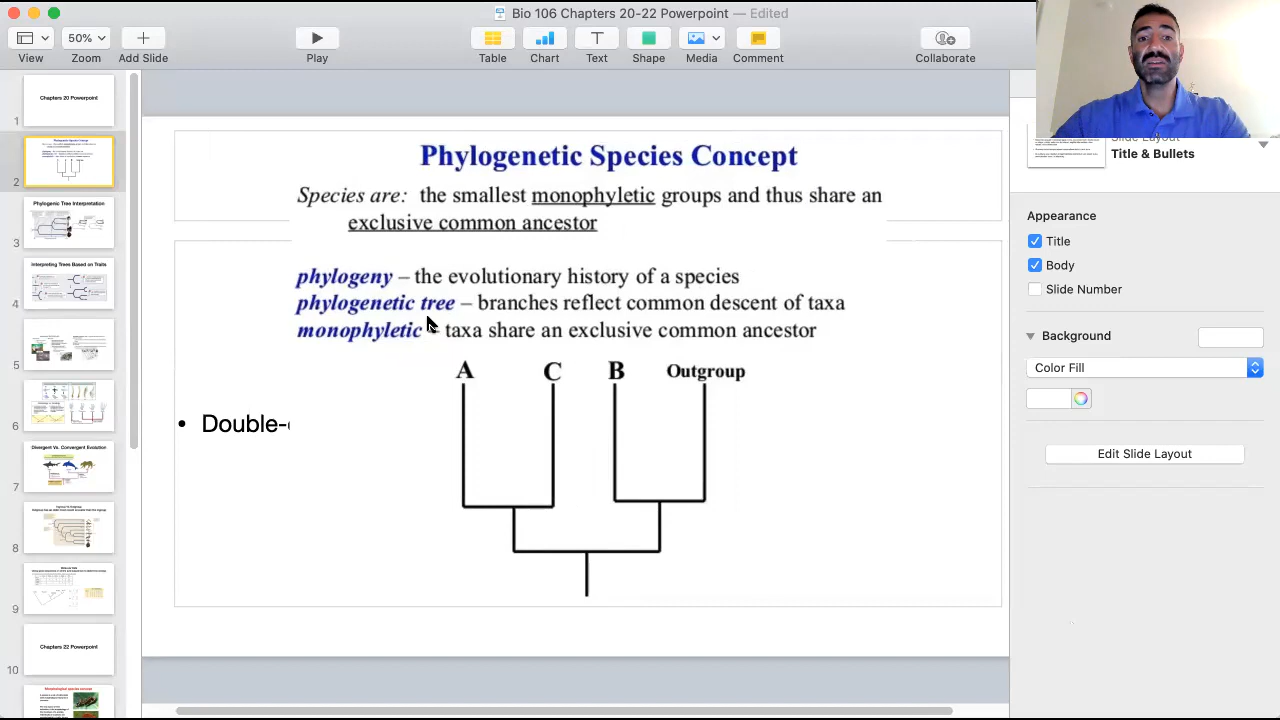 Bio 106 Chapters 20-22 Powerpoint — Edited
50%
View
Zoom
Add Slide
Play
Table
Chart
Text
Shape
Media
Comment
Collaborate
Chapters 20 Powerpoint
1
2
Phylogenic Tree Interpretation
3
Interpreting Trees Based on Traits
4
5
6
Divergent Vs. Convergent Evolution
7
8
9
Chapters 22 Powerpoint
10
Morphological species concept
Phylogenetic Species Concept
Species are: the smallest monophyletic groups and thus share an
exclusive common ancestor
phylogeny – the evolutionary history of a species
phylogenetic tree – branches reflect common descent of taxa
monophyletic – taxa share an exclusive common ancestor
A C B Outgroup
• Double-
Slide Layout
Title & Bullets
Appearance
Title
Body
Slide Number
Background
Color Fill
Edit Slide Layout